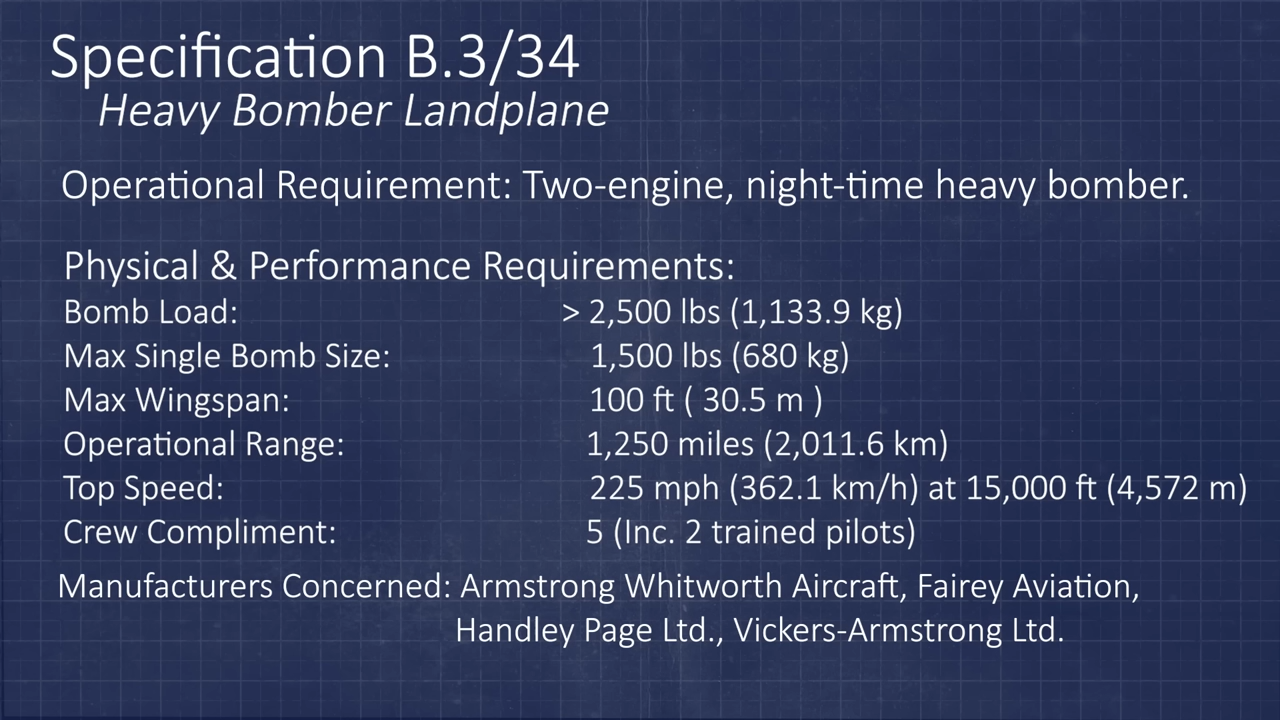 Specification B.3/34
Heavy Bomber Landplane
Operational Requirement: Two-engine, night-time heavy bomber.
Physical & Performance Requirements:
Bomb Load: > 2,500 lbs (1,133.9 kg)
Max Single Bomb Size: 1,500 lbs (680 kg)
Max Wingspan: 100 ft ( 30.5 m )
Operational Range: 1,250 miles (2,011.6 km)
Top Speed: 225 mph (362.1 km/h) at 15,000 ft (4,572 m)
Crew Compliment: 5 (Inc. 2 trained pilots)
Manufacturers Concerned: Armstrong Whitworth Aircraft, Fairey Aviation,
Handley Page Ltd., Vickers-Armstrong Ltd.